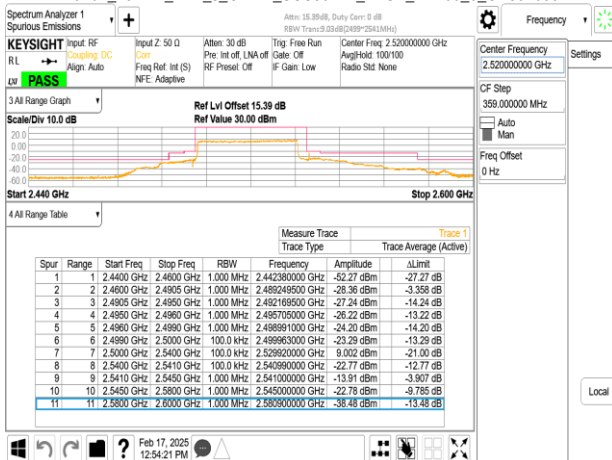 Spectrum Analyzer 1
Spurious Emissions
Attn: 15.39dB, Duty Corr: 0 dB
RBW Trans:9.03dB(2499*2541MHz)
Frequency
KEYSIGHT
RL
PASS
Input: RF
Coupling: DC
Align: Auto
Input Z: 50 Ω
Corr
Freq Ref: Int (S)
NFE: Adaptive
Atten: 30 dB
Pre: Int off, LNA off
RF Preset: Off
Trig: Free Run
Gate: Off
IF Gain: Low
Center Freq: 2.520000000 GHz
Avg|Hold: 100/100
Radio Std: None
Center Frequency
2.520000000 GHz
Settings
CF Step
359.000000 MHz
Auto
Man
Freq Offset
0 Hz
Local
3 All Range Graph
Scale/Div 10.0 dB
Ref Lvl Offset 15.39 dB
Ref Value 30.00 dBm
20.0
0.00
-20.0
-40.0
-60.0
Start 2.440 GHz
Stop 2.600 GHz
4 All Range Table
Measure Trace Trace 1
Trace Type Trace Average (Active)
Spur Range Start Freq Stop Freq RBW Frequency Amplitude ΔLimit
1 1 2.4400 GHz 2.4600 GHz 1.000 MHz 2.442380000 GHz -52.27 dBm -27.27 dB
2 2 2.4600 GHz 2.4905 GHz 1.000 MHz 2.489249500 GHz -28.36 dBm -3.358 dB
3 3 2.4905 GHz 2.4950 GHz 1.000 MHz 2.492169500 GHz -27.24 dBm -14.24 dB
4 4 2.4950 GHz 2.4960 GHz 1.000 MHz 2.495705000 GHz -26.22 dBm -13.22 dB
5 5 2.4960 GHz 2.4990 GHz 1.000 MHz 2.498991000 GHz -24.20 dBm -14.20 dB
6 6 2.4990 GHz 2.5000 GHz 100.0 kHz 2.499963000 GHz -23.29 dBm -13.29 dB
7 7 2.5000 GHz 2.5400 GHz 100.0 kHz 2.529920000 GHz 9.002 dBm -21.00 dB
8 8 2.5400 GHz 2.5410 GHz 100.0 kHz 2.540990000 GHz -22.77 dBm -12.77 dB
9 9 2.5410 GHz 2.5450 GHz 1.000 MHz 2.541000000 GHz -13.91 dBm -3.907 dB
10 10 2.5450 GHz 2.5800 GHz 1.000 MHz 2.545000000 GHz -22.78 dBm -9.785 dB
11 11 2.5800 GHz 2.6000 GHz 1.000 MHz 2.580900000 GHz -38.48 dBm -13.48 dB
Feb 17, 2025
12:54:21 PM